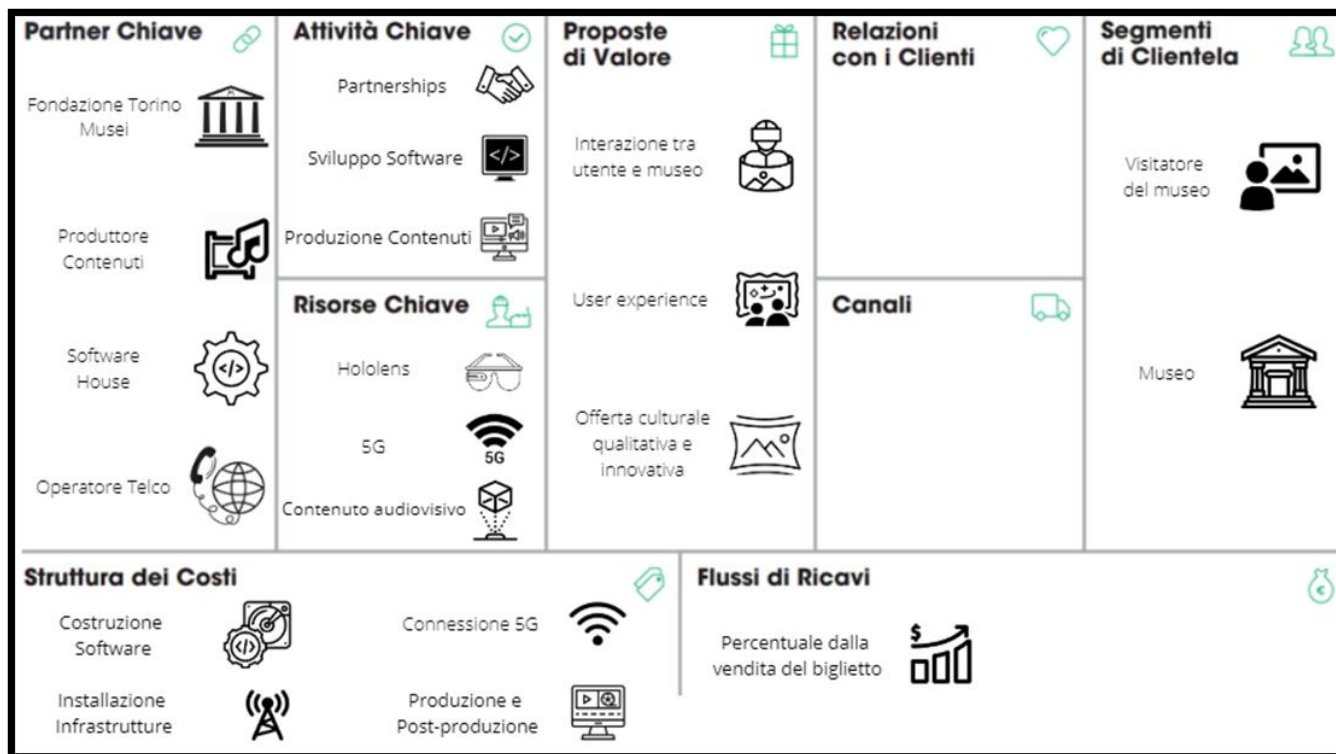 Partner Chiave
Fondazione Torino
Musei
Produttore
Contenuti
Software
House
Operatore Telco
Attività Chiave
Partnerships
Sviluppo Software
</>
Produzione Contenuti
Risorse Chiave
Hololens
5G
5G
Contenuto audiovisivo
Proposte
di Valore
Interazione tra
utente e museo
User experience
Offerta culturale
qualitativa e
innovativa
Relazioni
con i Clienti
Canali
Segmenti
di Clientela
Visitatore
del museo
Museo
Struttura dei Costi
Costruzione
Software
Installazione
Infrastrutture
Connessione 5G
Produzione e
Post-produzione
Flussi di Ricavi
Percentuale dalla
vendita del biglietto